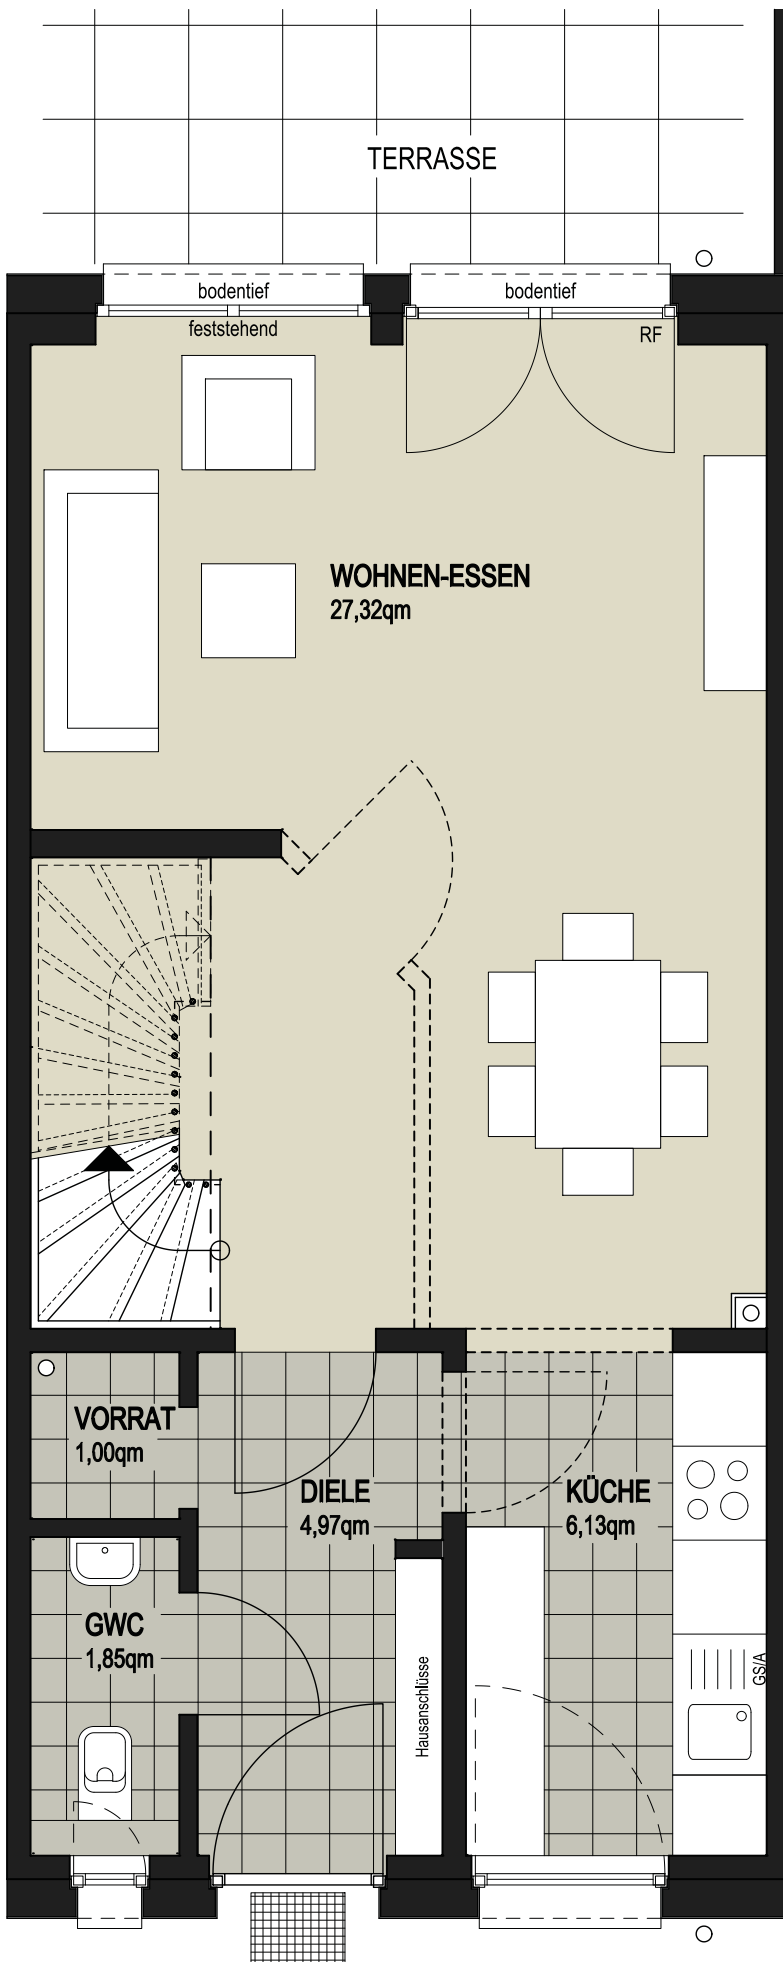 TERRASSE
bodentief
bodentief
feststehend
RF
WOHNEN-ESSEN
27,32qm
VORRAT
1,00qm
DIELE
4,97qm
KÜCHE
6,13qm
GWC
1,85qm
Hausanschlüsse
GS/A